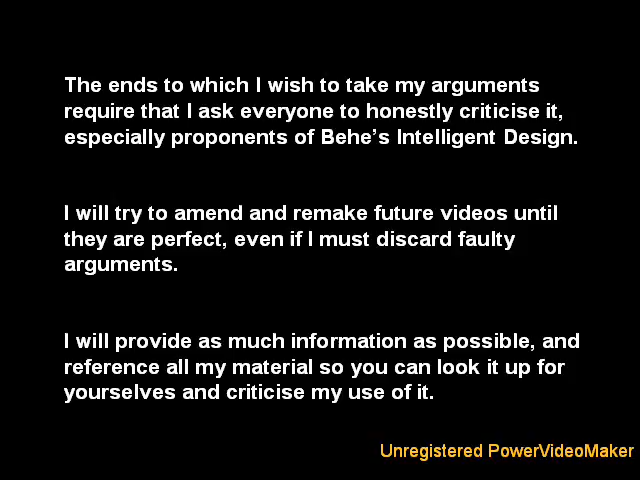 The ends to which I wish to take my arguments
require that I ask everyone to honestly criticise it,
especially proponents of Behe's Intelligent Design.
I will try to amend and remake future videos until
they are perfect, even if I must discard faulty
arguments.
I will provide as much information as possible, and
reference all my material so you can look it up for
yourselves and criticise my use of it.
Unregistered PowerVideoMaker